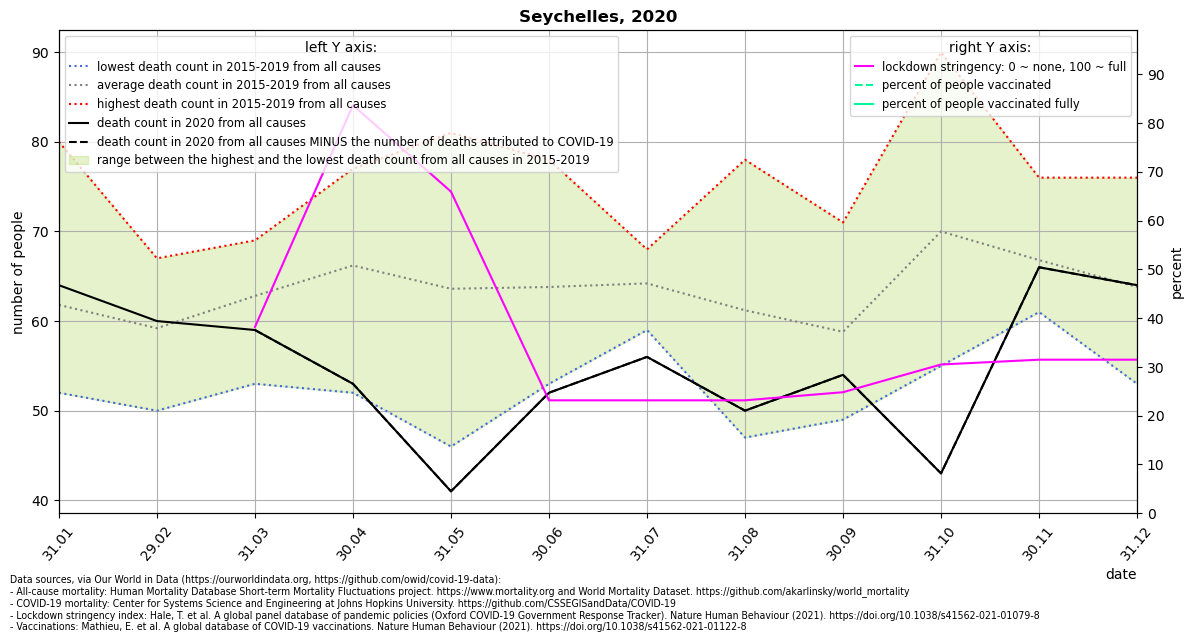 Seychelles, 2020
left Y axis:
lowest death count in 2015-2019 from all causes
average death count in 2015-2019 from all causes
highest death count in 2015-2019 from all causes
death count in 2020 from all causes
death count in 2020 from all causes MINUS the number of deaths attributed to COVID-19
range between the highest and the lowest death count from all causes in 2015-2019
right Y axis:
lockdown stringency: 0 ~ none, 100 ~ full
percent of people vaccinated
percent of people vaccinated fully
number of people
90
80
70
60
50
40
percent
90
80
70
60
50
40
30
20
10
0
31.01
29.02
31.03
30.04
31.05
30.06
31.07
31.08
30.09
31.10
30.11
31.12
date
Data sources, via Our World in Data (https://ourworldindata.org, https://github.com/owid/covid-19-data):
- All-cause mortality: Human Mortality Database Short-term Mortality Fluctuations project. https://www.mortality.org and World Mortality Dataset. https://github.com/akarlinsky/world_mortality
- COVID-19 mortality: Center for Systems Science and Engineering at Johns Hopkins University. https://github.com/CSSEGISandData/COVID-19
- Lockdown stringency index: Hale, T. et al. A global panel database of pandemic policies (Oxford COVID-19 Government Response Tracker). Nature Human Behaviour (2021). https://doi.org/10.1038/s41562-021-01079-8
- Vaccinations: Mathieu, E. et al. A global database of COVID-19 vaccinations. Nature Human Behaviour (2021). https://doi.org/10.1038/s41562-021-01122-8